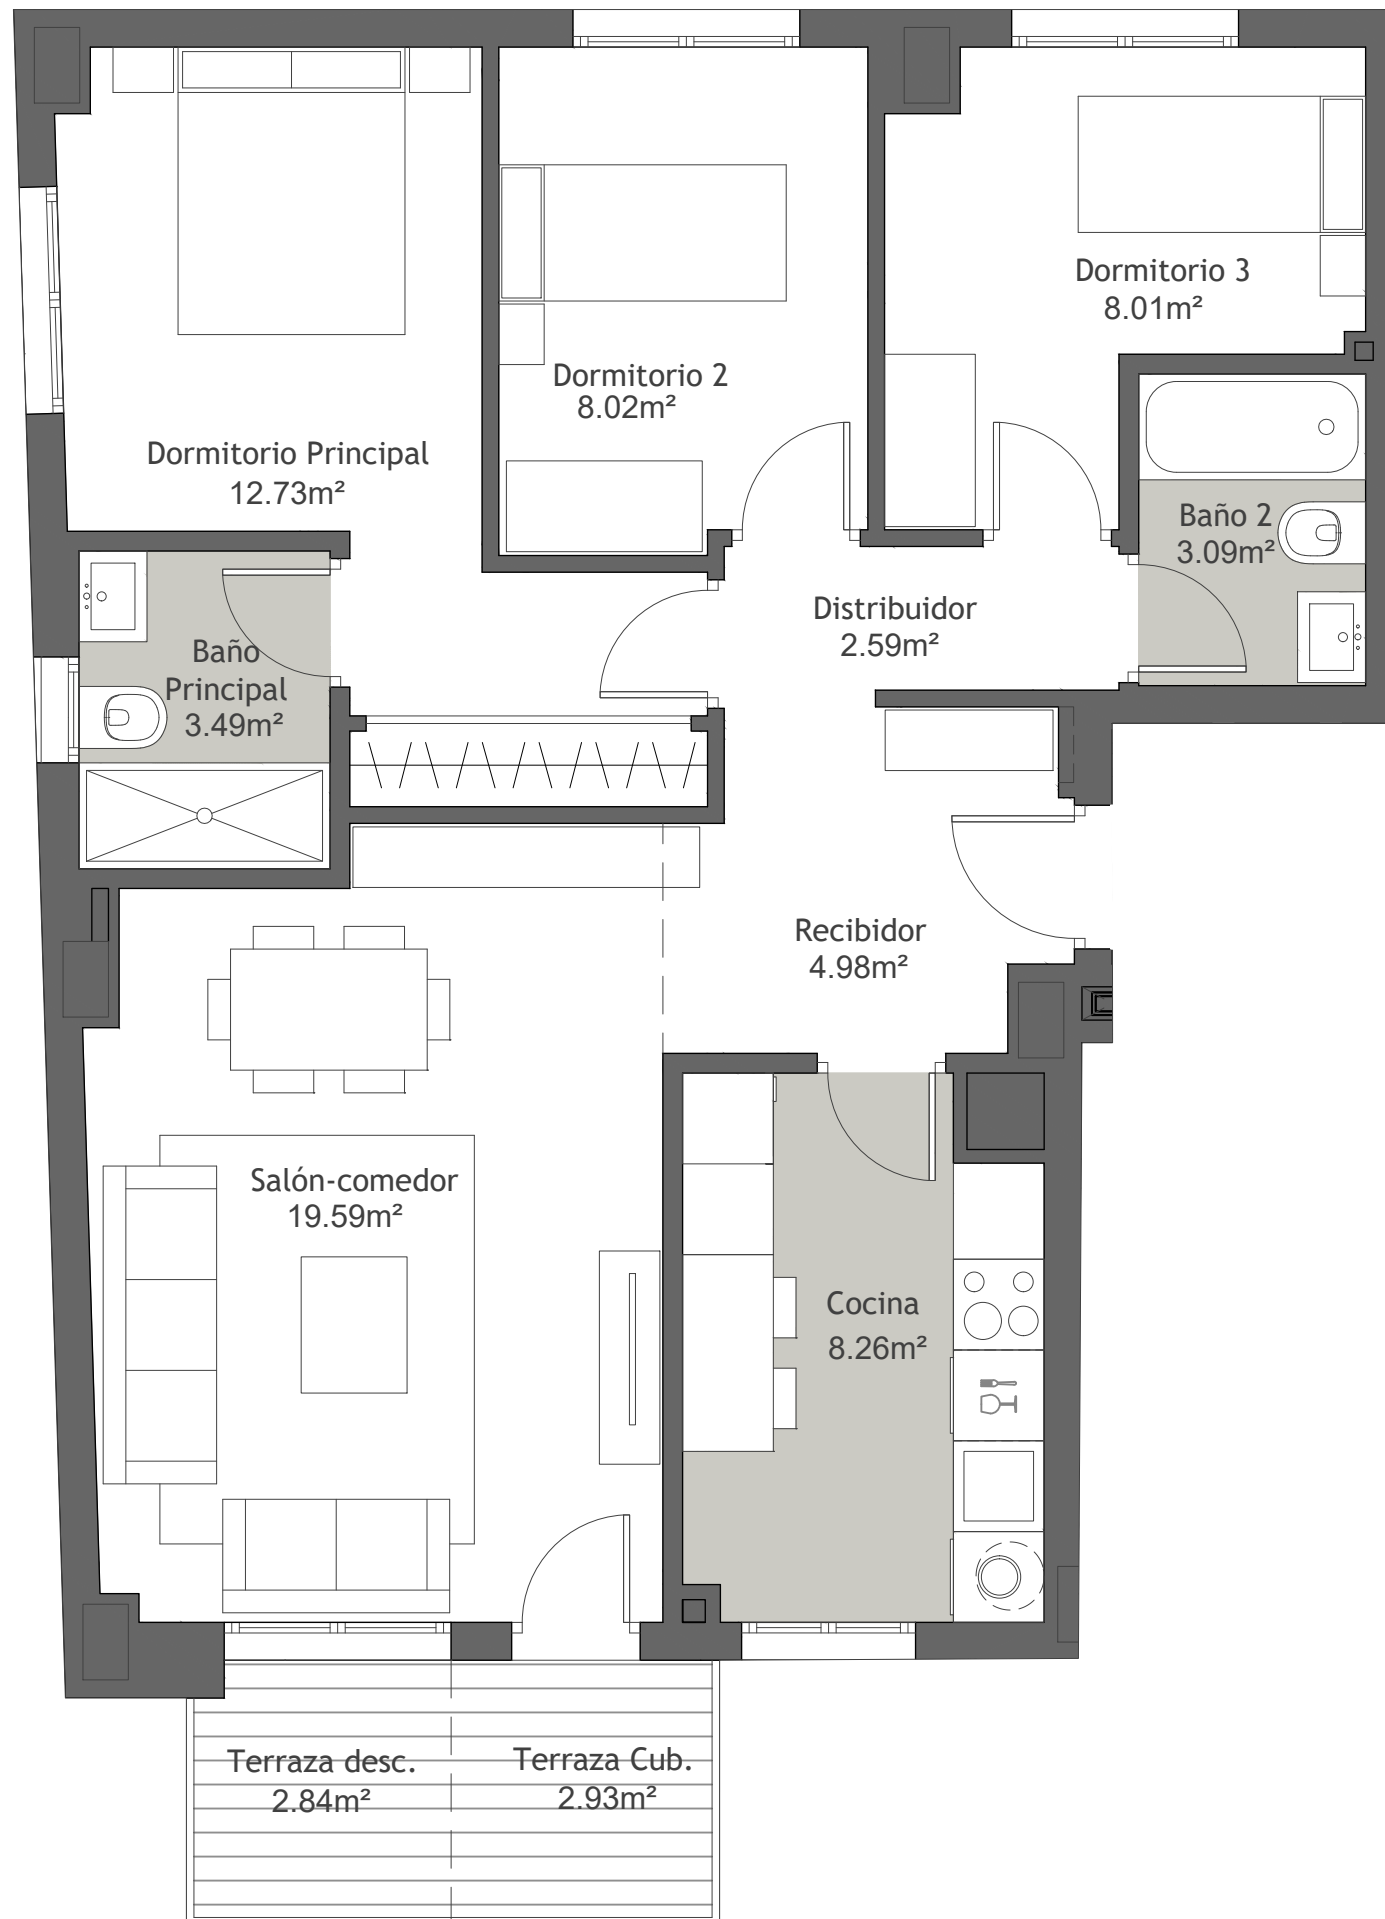 Dormitorio 3
8.01m²
Dormitorio 2
8.02m²
Dormitorio Principal
12.73m²
Baño 2
3.09m²
Distribuidor
2.59m²
Baño
Principal
3.49m²
Recibidor
4.98m²
Salón-comedor
19.59m²
Cocina
8.26m²
Terraza desc.
2.84m²
Terraza Cub.
2.93m²